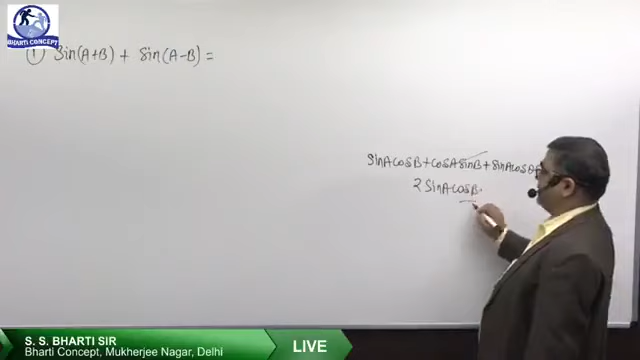 BHARTI CONCEPT
① Sin(A+B) + Sin(A-B) =
SinA CosB + CosA SinB + SinA Cos
2 SinA CosB
S. S. BHARTI SIR
Bharti Concept, Mukherjee Nagar, Delhi
LIVE